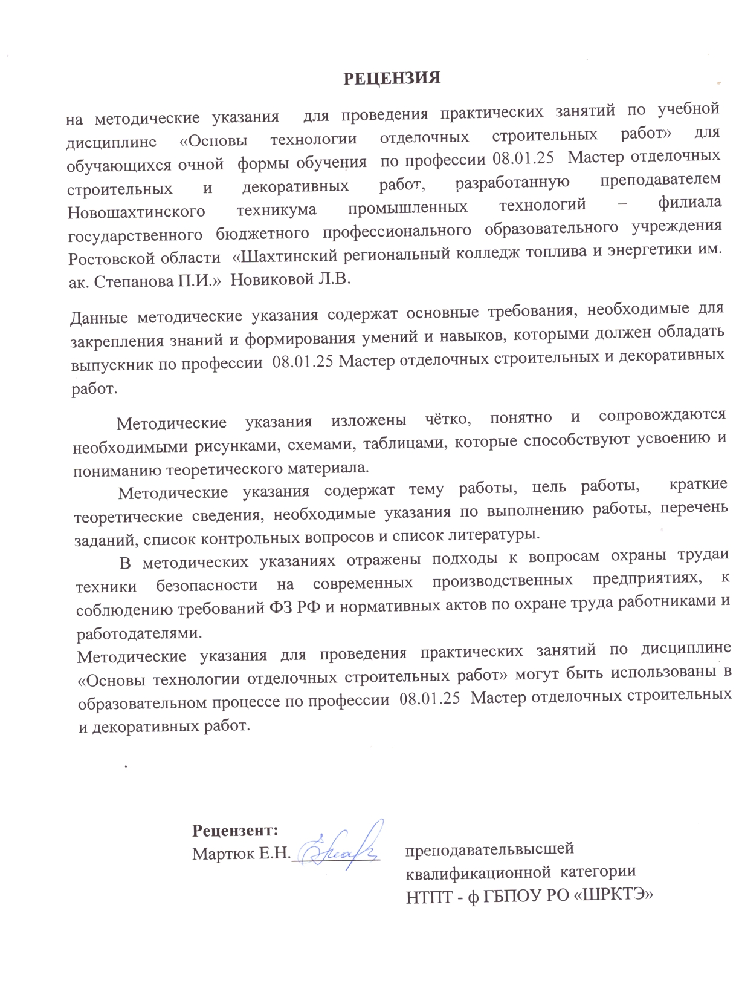 РЕЦЕНЗИЯ
на методические указания для проведения практических занятий по учебной
дисциплине «Основы технологии отделочных строительных работ» для
обучающихся очной формы обучения по профессии 08.01.25 Мастер отделочных
строительных и декоративных работ, разработанную преподавателем
Новошахтинского техникума промышленных технологий – филиала
государственного бюджетного профессионального образовательного учреждения
Ростовской области «Шахтинский региональный колледж топлива и энергетики им.
ак. Степанова П.И.» Новиковой Л.В.
Данные методические указания содержат основные требования, необходимые для
закрепления знаний и формирования умений и навыков, которыми должен обладать
выпускник по профессии 08.01.25 Мастер отделочных строительных и декоративных
работ.
Методические указания изложены чётко, понятно и сопровождаются
необходимыми рисунками, схемами, таблицами, которые способствуют усвоению и
пониманию теоретического материала.
Методические указания содержат тему работы, цель работы, краткие
теоретические сведения, необходимые указания по выполнению работы, перечень
заданий, список контрольных вопросов и список литературы.
В методических указаниях отражены подходы к вопросам охраны трудаи
техники безопасности на современных производственных предприятиях, к
соблюдению требований ФЗ РФ и нормативных актов по охране труда работниками и
работодателями.
Методические указания для проведения практических занятий по дисциплине
«Основы технологии отделочных строительных работ» могут быть использованы в
образовательном процессе по профессии 08.01.25 Мастер отделочных строительных
и декоративных работ.
.
Рецензент:
Мартюк Е.Н.__________ преподавательвысшей
квалификационной категории
НТПТ - ф ГБПОУ РО «ШРКТЭ»